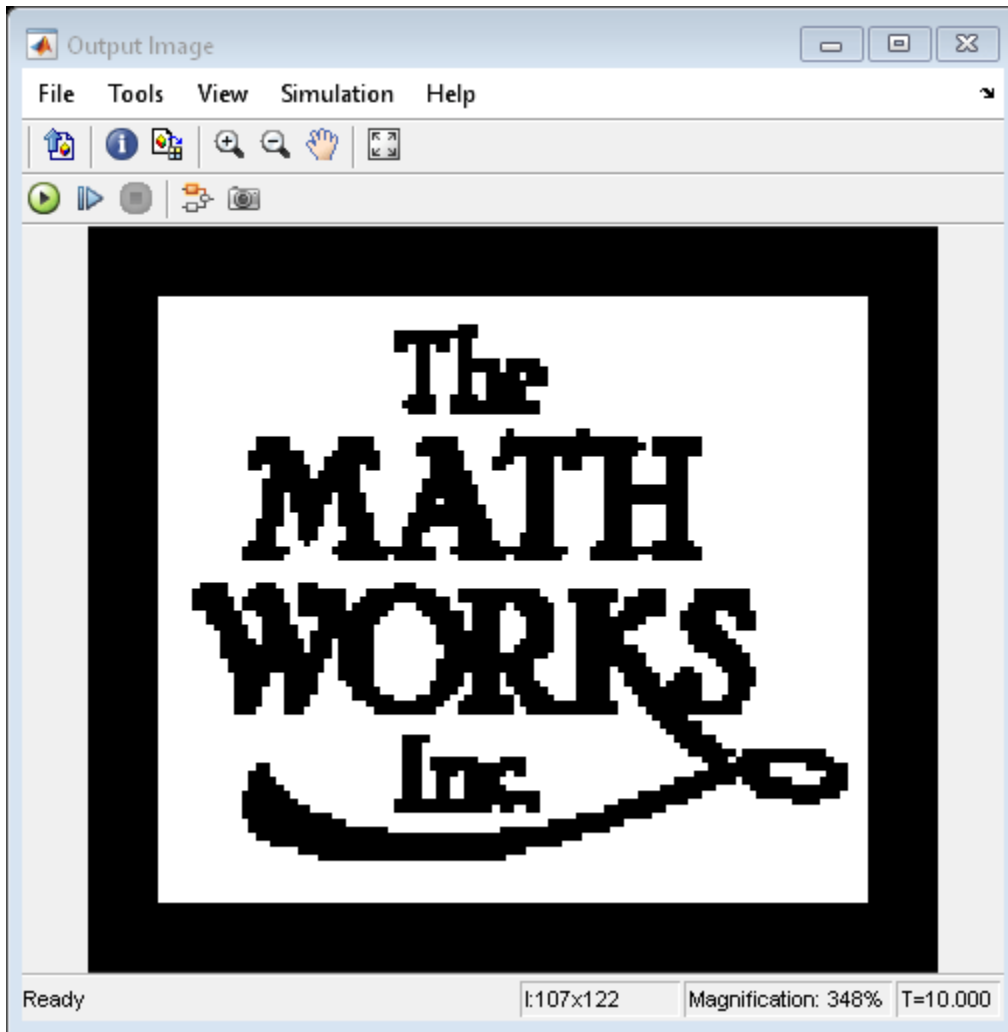 Output Image
File Tools View Simulation Help
The
MATH
WORKS
Inc.
Ready I:107x122 Magnification: 348% T=10.000